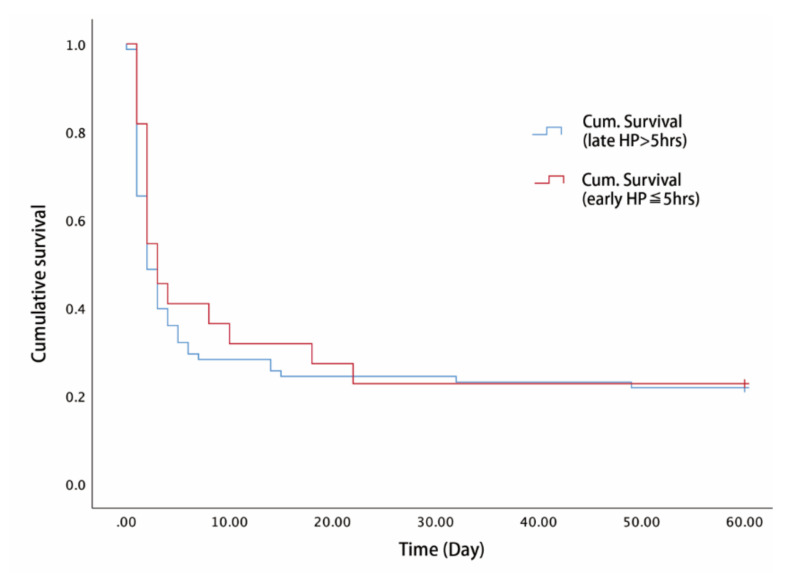 1.0
0.8
0.6
0.4
0.2
0.0
Cumulative survival
Cum. Survival
(late HP>5hrs)
Cum. Survival
(early HP≦5hrs)
.00 10.00 20.00 30.00 40.00 50.00 60.00
Time (Day)